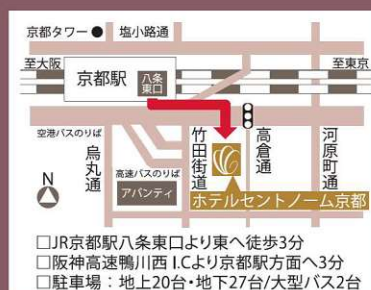 京都タワー● 塩小路通
至大阪
至東京
京都駅
八条
東口
空港バスのりば
烏丸通
高速バスのりば
アバンティ
竹田街道
高倉通
河原町通
N
ホテルセントノーム京都
□JR京都駅八条東口より東へ徒歩3分
□阪神高速鴨川西I.Cより京都駅方面へ3分
□駐車場：地上20台・地下27台/大型バス2台